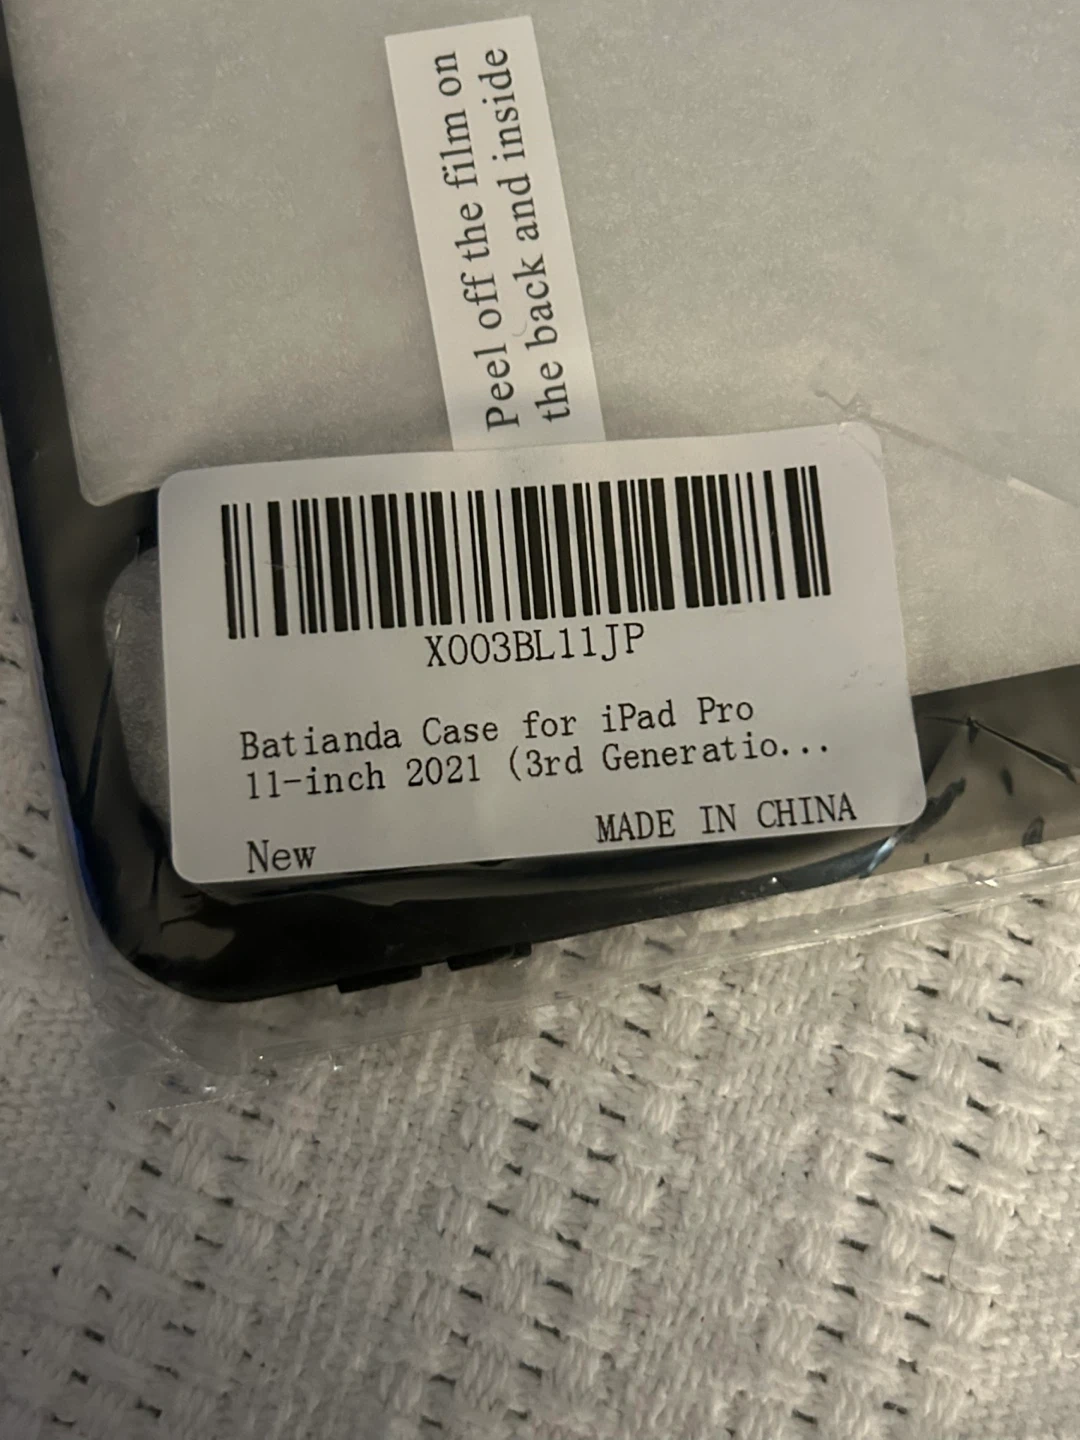 Peel off the film on
the back and inside
X003BL11JP
Batianda Case for iPad Pro
11-inch 2021 (3rd Generatio...
New
MADE IN CHINA